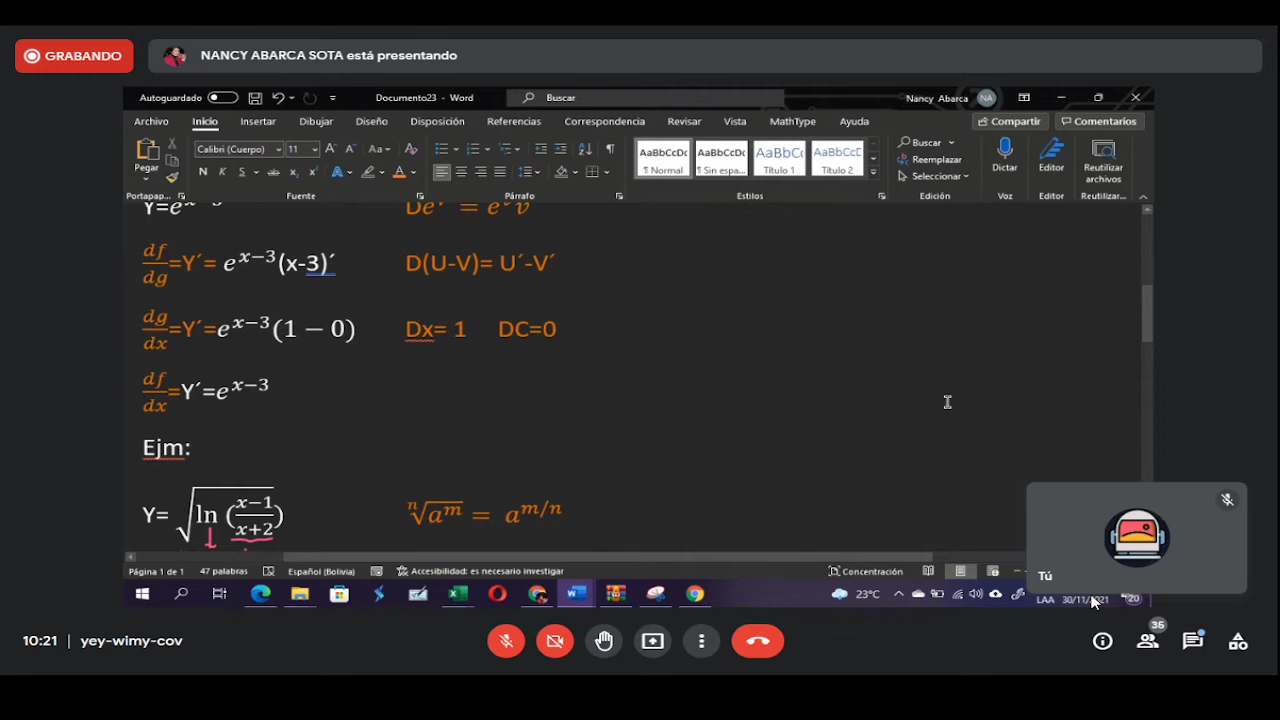 GRABANDO
NANCY ABARCA SOTA está presentando
Autoguardado
Documento23 - Word
Buscar
Nancy Abarca
NA
Archivo Inicio Insertar Dibujar Diseño Disposición Referencias Correspondencia Revisar Vista MathType Ayuda
Compartir
Comentarios
Pegar
Calibri (Cuerpo) 11
N K S
AaBbCcDc AaBbCcDc AaBbCc AaBbCcD
¶ Normal ¶ Sin espa... Título 1 Título 2
Buscar
Reemplazar
Seleccionar
Dictar
Editor
Reutilizar archivos
Portapap... Fuente Párrafo Estilos Edición Voz Editor Reutilizar...
Y=e^{x-3} De^v = e^v v
df/dg=Y´= e^{x−3}(x-3)´ D(U-V)= U´-V´
dg/dx=Y´=e^{x−3}(1 − 0) Dx= 1 DC=0
df/dx=Y´=e^{x−3}
Ejm:
Y= √ln (x−1/x+2) ⁿ√a^m = a^{m/n}
Tú
Página 1 de 1 47 palabras Español (Bolivia) Accesibilidad: es necesario investigar
Concentración
23°C
LAA 30/11/2021
20
10:21 | yey-wimy-cov
35